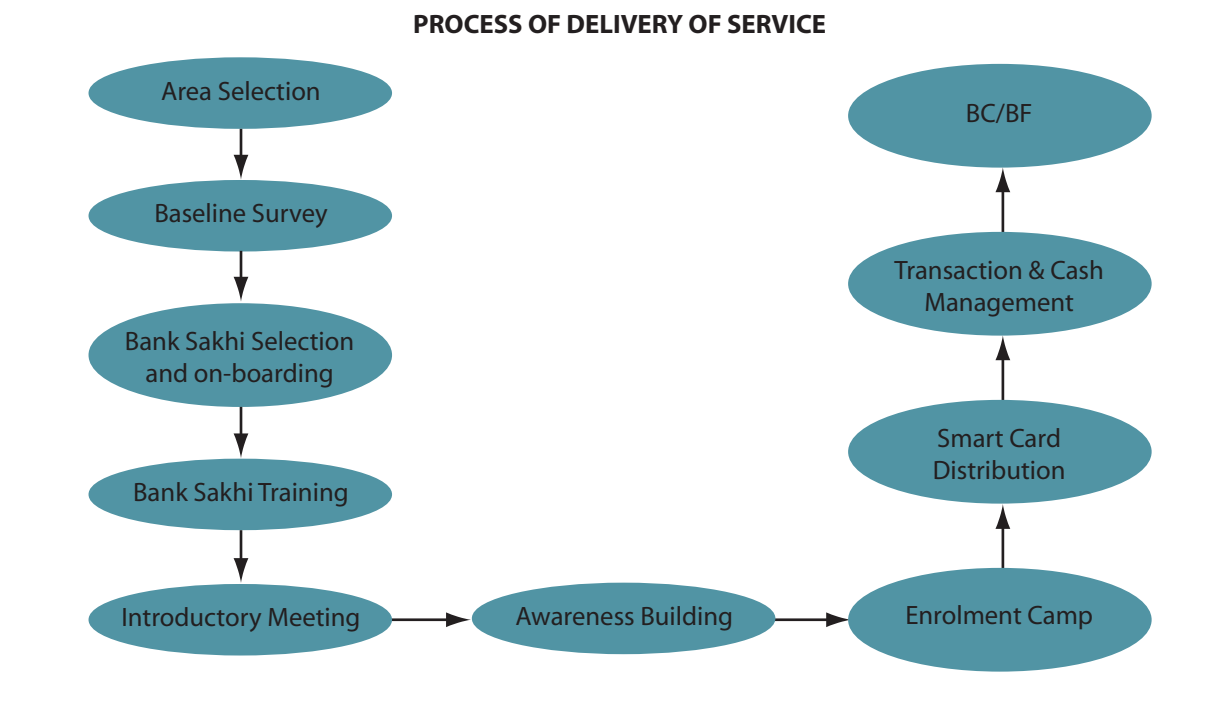 PROCESS OF DELIVERY OF SERVICE
Area Selection
Baseline Survey
Bank Sakhi Selection
and on-boarding
Bank Sakhi Training
Introductory Meeting
Awareness Building
Enrolment Camp
Smart Card
Distribution
Transaction & Cash
Management
BC/BF